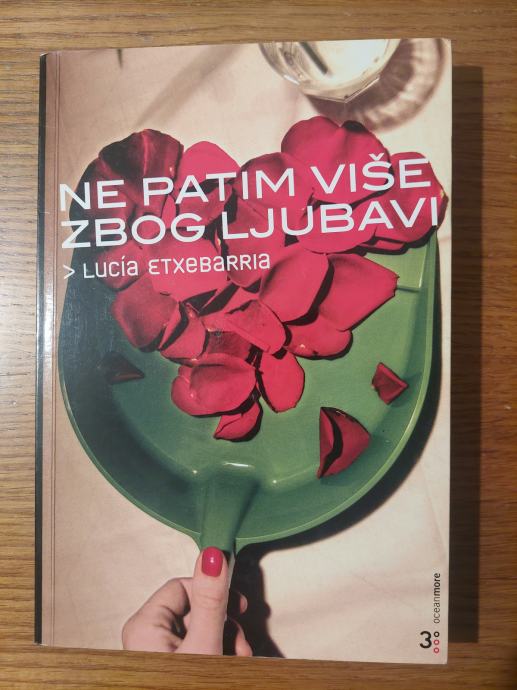 NE PATIM VIŠE
ZBOG LJUBAVI
> LUCÍA ETXEBARRIA
oceanmore
3